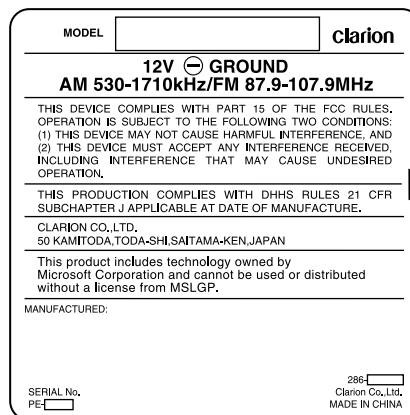 MODEL clarion
12V ⊖ GROUND
AM 530-1710kHz/FM 87.9-107.9MHz
THIS DEVICE COMPLIES WITH PART 15 OF THE FCC RULES.
OPERATION IS SUBJECT TO THE FOLLOWING TWO CONDITIONS:
(1) THIS DEVICE MAY NOT CAUSE HARMFUL INTERFERENCE, AND
(2) THIS DEVICE MUST ACCEPT ANY INTERFERENCE RECEIVED,
INCLUDING INTERFERENCE THAT MAY CAUSE UNDESIRED
OPERATION.
THIS PRODUCTION COMPLIES WITH DHHS RULES 21 CFR
SUBCHAPTER J APPLICABLE AT DATE OF MANUFACTURE.
CLARION CO.,LTD.
50 KAMITODA,TODA-SHI,SAITAMA-KEN,JAPAN
This product includes technology owned by
Microsoft Corporation and cannot be used or distributed
without a license from MSLGP.
MANUFACTURED:
286-
SERIAL No. Clarion Co.,Ltd.
PE- MADE IN CHINA